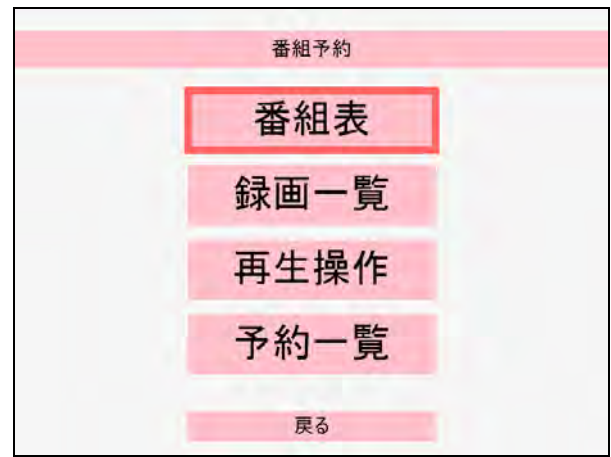 番組予約
番組表
録画一覧
再生操作
予約一覧
戻る